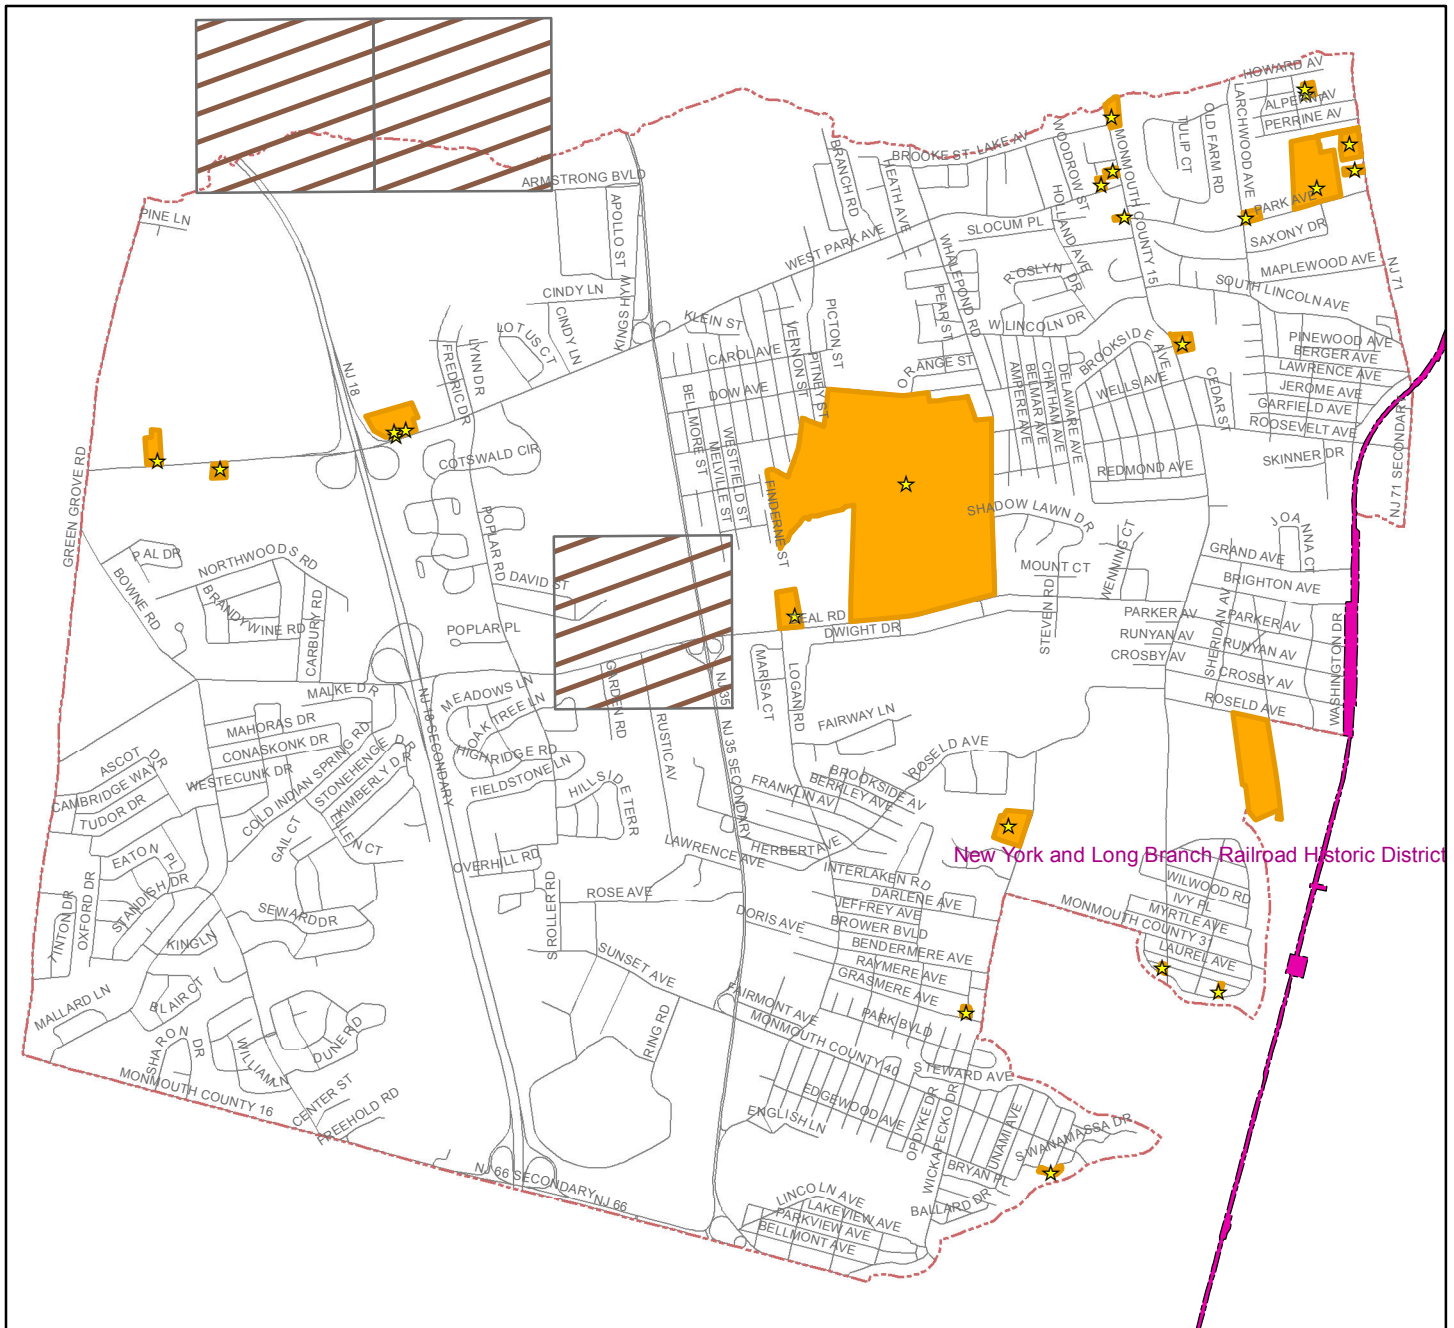 HOWARD AV
PERRINE AV
LARCHWOOD AVE
OLD FARM RD
TULIP CT
MONMOUTH COUNTY 15
WOODROW ST
HOLLAND AVE
BROOKE ST
LAKE AV
BRANCH RD
HEATH AVE
ARMSTRONG BVLD
APOLLO ST
PINE LN
PARK AVE
SAXONY DR
SLOCUM PL
WEST PARK AVE
WHALEPOND RD
ROSLYN DR
MAPLEWOOD AVE
SOUTH LINCOLN AVE
NJ 71
CINDY LN
CINDY LN
KINGS HYW
PEAR ST
PICTON ST
VERNON ST
PITNEY ST
KLEIN ST
W LINCOLN DR
LOTUS CT
LYNN DR
FREDRIC DR
NJ 18
CAROL AVE
DOW AVE
ORANGE ST
BROOKSIDE AVE
WELLS AVE
PINEWOOD AVE
BERGER AVE
LAWRENCE AVE
JEROME AVE
GARFIELD AVE
ROOSEVELT AVE
CEDAR ST
DELAWARE AVE
CHATHAM AVE
BELMAR AVE
AMPERE AVE
BELLMORE ST
WESTFIELD ST
MELVILLE ST
FINDERNE ST
COTSWALD CIR
REDMOND AVE
SKINNER DR
NJ 71 SECONDARY
GREEN GROVE RD
POPLAR RD
SHADOW LAWN DR
JOANNA CT
GRAND AVE
BRIGHTON AVE
WENNING CT
MOUNT CT
PAL DR
NORTHWOODS RD
BOWNE RD
BRANDYWINE RD
CARBURY RD
DAVID ST
POPLAR PL
DWIGHT DR
STEVEN RD
PARKER AV
RUNYAN AV
CROSBY AV
SHERIDAN AV
PARKER AV
RUNYAN AV
CROSBY AV
ROSELD AVE
WASHINGTON DR
MARISA CT
LOGAN RD
GARDEN RD
RUSTIC AV
NJ 35
NJ 35 SECONDARY
MALKE DR
NJ 18 SECONDARY
MEADOWS LN
OAK TREE LN
HIGHRIDGE RD
FIELDSTONE LN
HILLSIDE TERR
FAIRWAY LN
ROSELD AVE
MAHORAS DR
CONASKONK DR
WESTECUNK DR
COLD INDIAN SPRING RD
STONEHENGE DR
KIMBERLY DR
ELLEN CT
GAIL CT
ASCOT DR
CAMBRIDGE WAY
TUDOR DR
EATON PL
STANDISH DR
OXFORD DR
SEWARD DR
KING LN
BLAIR CT
MALLARD LN
SHARON DR
WILLIAM LN
DUNE RD
CENTER ST
FREEHOLD RD
MONMOUTH COUNTY 16
OVERHILL RD
ROLLER RD
ROSE AVE
SUNSET AVE
RING RD
BROOKSIDE AV
BERKLEY AVE
FRANKLIN AV
HERBERT AVE
LAWRENCE AVE
New York and Long Branch Railroad Historic District
INTERLAKEN RD
DARLENE AVE
JEFFREY AVE
BROWER BVLD
BENDERMERE AVE
RAYMERE AVE
GRASMERE AVE
DORIS AVE
FAIRMONT AVE
PARK BVLD
MONMOUTH COUNTY 40
WILWOOD RD
IVY PL
MYRTLE AVE
MONMOUTH COUNTY 31
LAUREL AVE
STEWARD AVE
EDGEWOOD AVE
OPDYKE DR
WICKAPECKO DR
UNAMI AVE
S WANAMASSA DR
BRYAN PL
BALLARD DR
ENGLISH LN
LINCOLN AVE
LAKEVIEW AVE
PARKVIEW AVE
BELLMONT AVE
NJ 66 SECONDARY
NJ 66